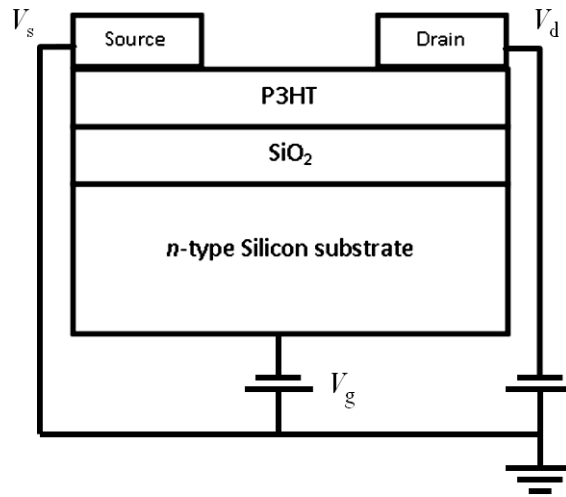 Vs
Source
Drain
Vd
P3HT
SiO₂
n-type Silicon substrate
Vg